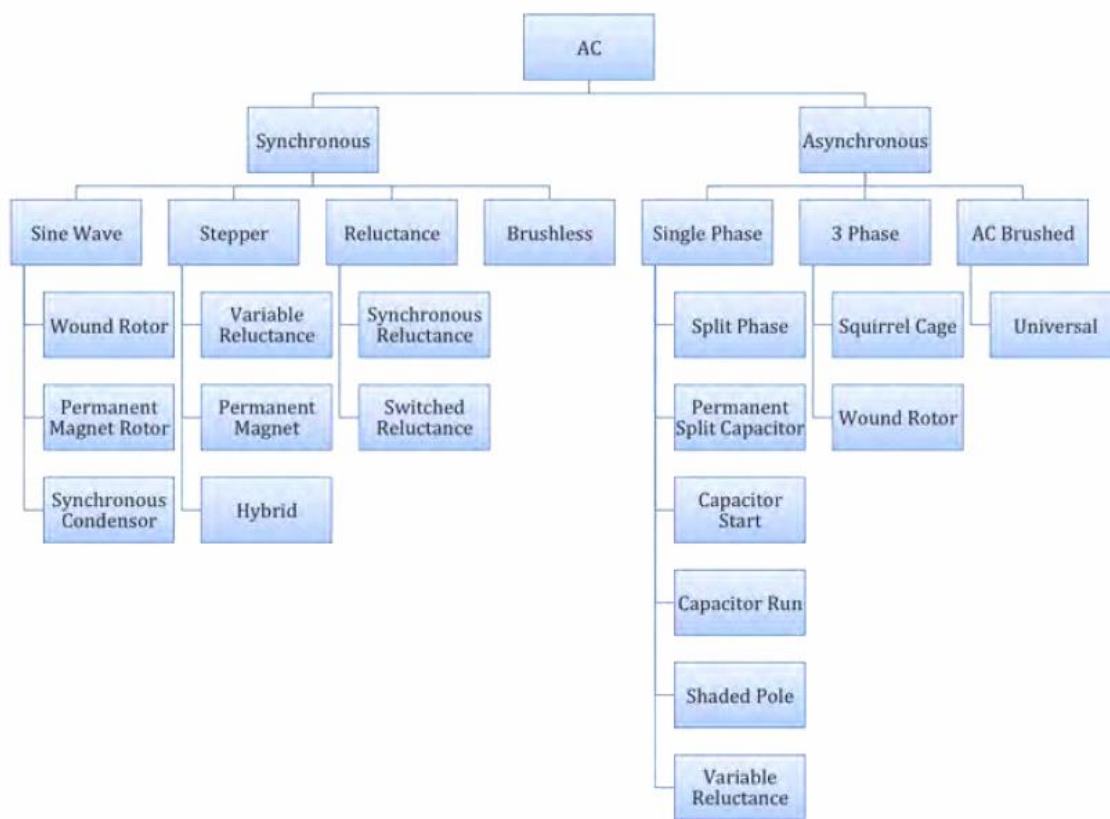 AC
Synchronous
Asynchronous
Sine Wave
Stepper
Reluctance
Brushless
Single Phase
3 Phase
AC Brushed
Wound Rotor
Variable
Reluctance
Synchronous
Reluctance
Split Phase
Squirrel Cage
Universal
Permanent
Magnet Rotor
Permanent
Magnet
Switched
Reluctance
Permanent
Split Capacitor
Wound Rotor
Synchronous
Condensor
Hybrid
Capacitor
Start
Capacitor Run
Shaded Pole
Variable
Reluctance